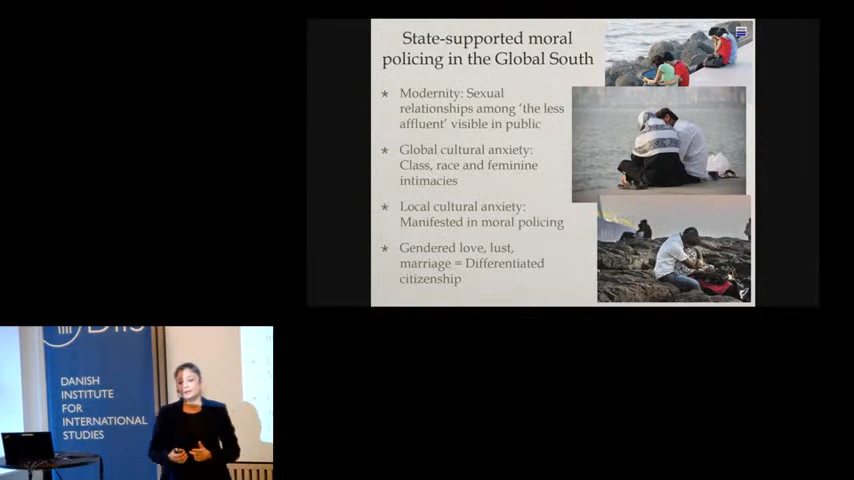 State-supported moral
policing in the Global South
* Modernity: Sexual
relationships among ‘the less
affluent’ visible in public
* Global cultural anxiety:
Class, race and feminine
intimacies
* Local cultural anxiety:
Manifested in moral policing
* Gendered love, lust,
marriage = Differentiated
citizenship
DANISH
INSTITUTE
FOR
INTERNATIONAL
STUDIES